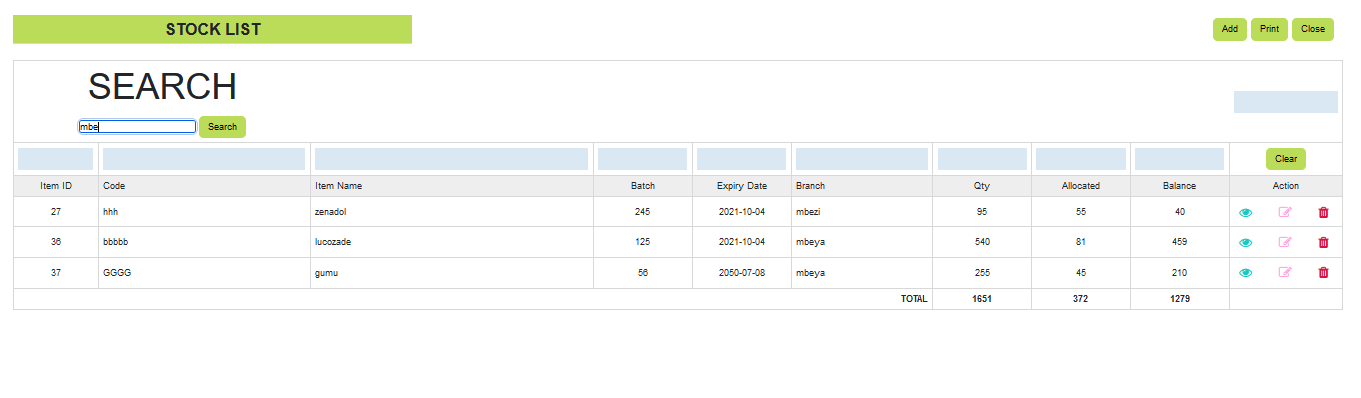 STOCK LIST
Add Print Close
SEARCH
mbe Search
Clear
Item ID Code Item Name Batch Expiry Date Branch Qty Allocated Balance Action
27 hhh zenadol 245 2021-10-04 mbezi 95 55 40
36 bbbbb lucozade 125 2021-10-04 mbeya 540 81 459
37 GGGG gumu 56 2050-07-08 mbeya 255 45 210
TOTAL 1651 372 1279